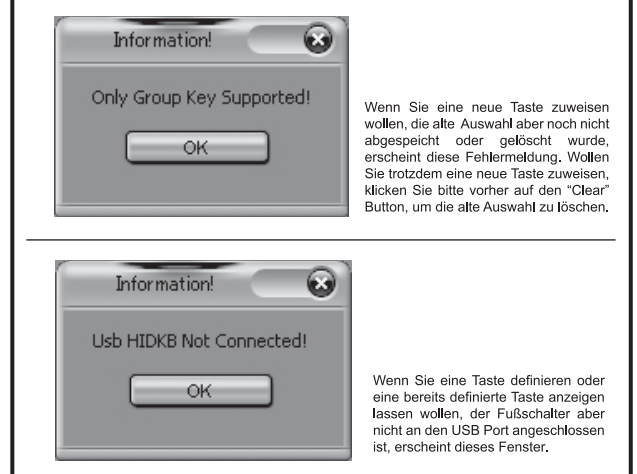 Information!
Only Group Key Supported!
OK
Wenn Sie eine neue Taste zuweisen
wollen, die alte Auswahl aber noch nicht
abgespeicht oder gelöscht wurde,
erscheint diese Fehlermeldung. Wollen
Sie trotzdem eine neue Taste zuweisen,
klicken Sie bitte vorher auf den “Clear”
Button, um die alte Auswahl zu löschen.
Information!
Usb HIDKB Not Connected!
OK
Wenn Sie eine Taste definieren oder
eine bereits definierte Taste anzeigen
lassen wollen, der Fußschalter aber
nicht an den USB Port angeschlossen
ist, erscheint dieses Fenster.